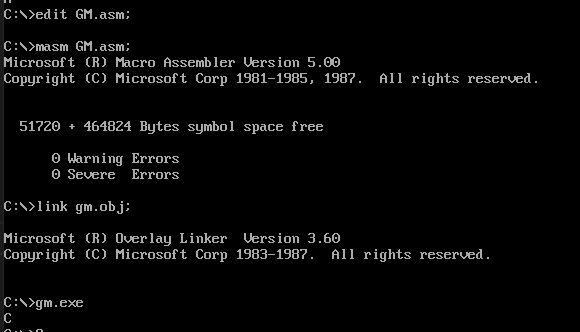 C:\>edit GM.asm;
C:\>masm GM.asm;
Microsoft (R) Macro Assembler Version 5.00
Copyright (C) Microsoft Corp 1981-1985, 1987.  All rights reserved.
51720 + 464824 Bytes symbol space free
0 Warning Errors
0 Severe  Errors
C:\>link gm.obj;
Microsoft (R) Overlay Linker  Version 3.60
Copyright (C) Microsoft Corp 1983-1987.  All rights reserved.
C:\>gm.exe
C